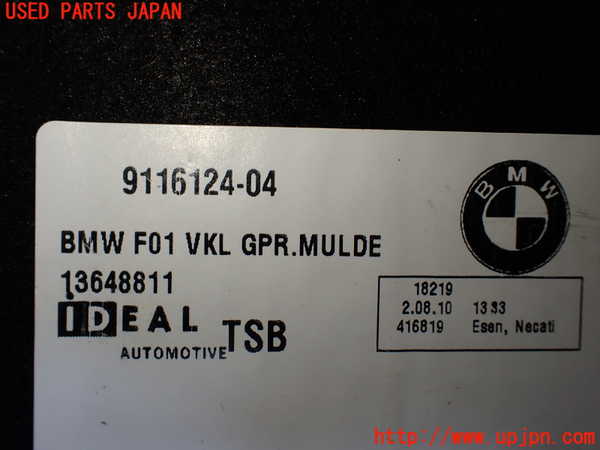 USED PARTS JAPAN
9116124-04
BMW
BMW F01 VKL GPR.MULDE
13648811
18219
2.08.10 13 33
416819 Esen, Necati
iDEAL TSB
AUTOMOTIVE
http://www.upjpn.com/